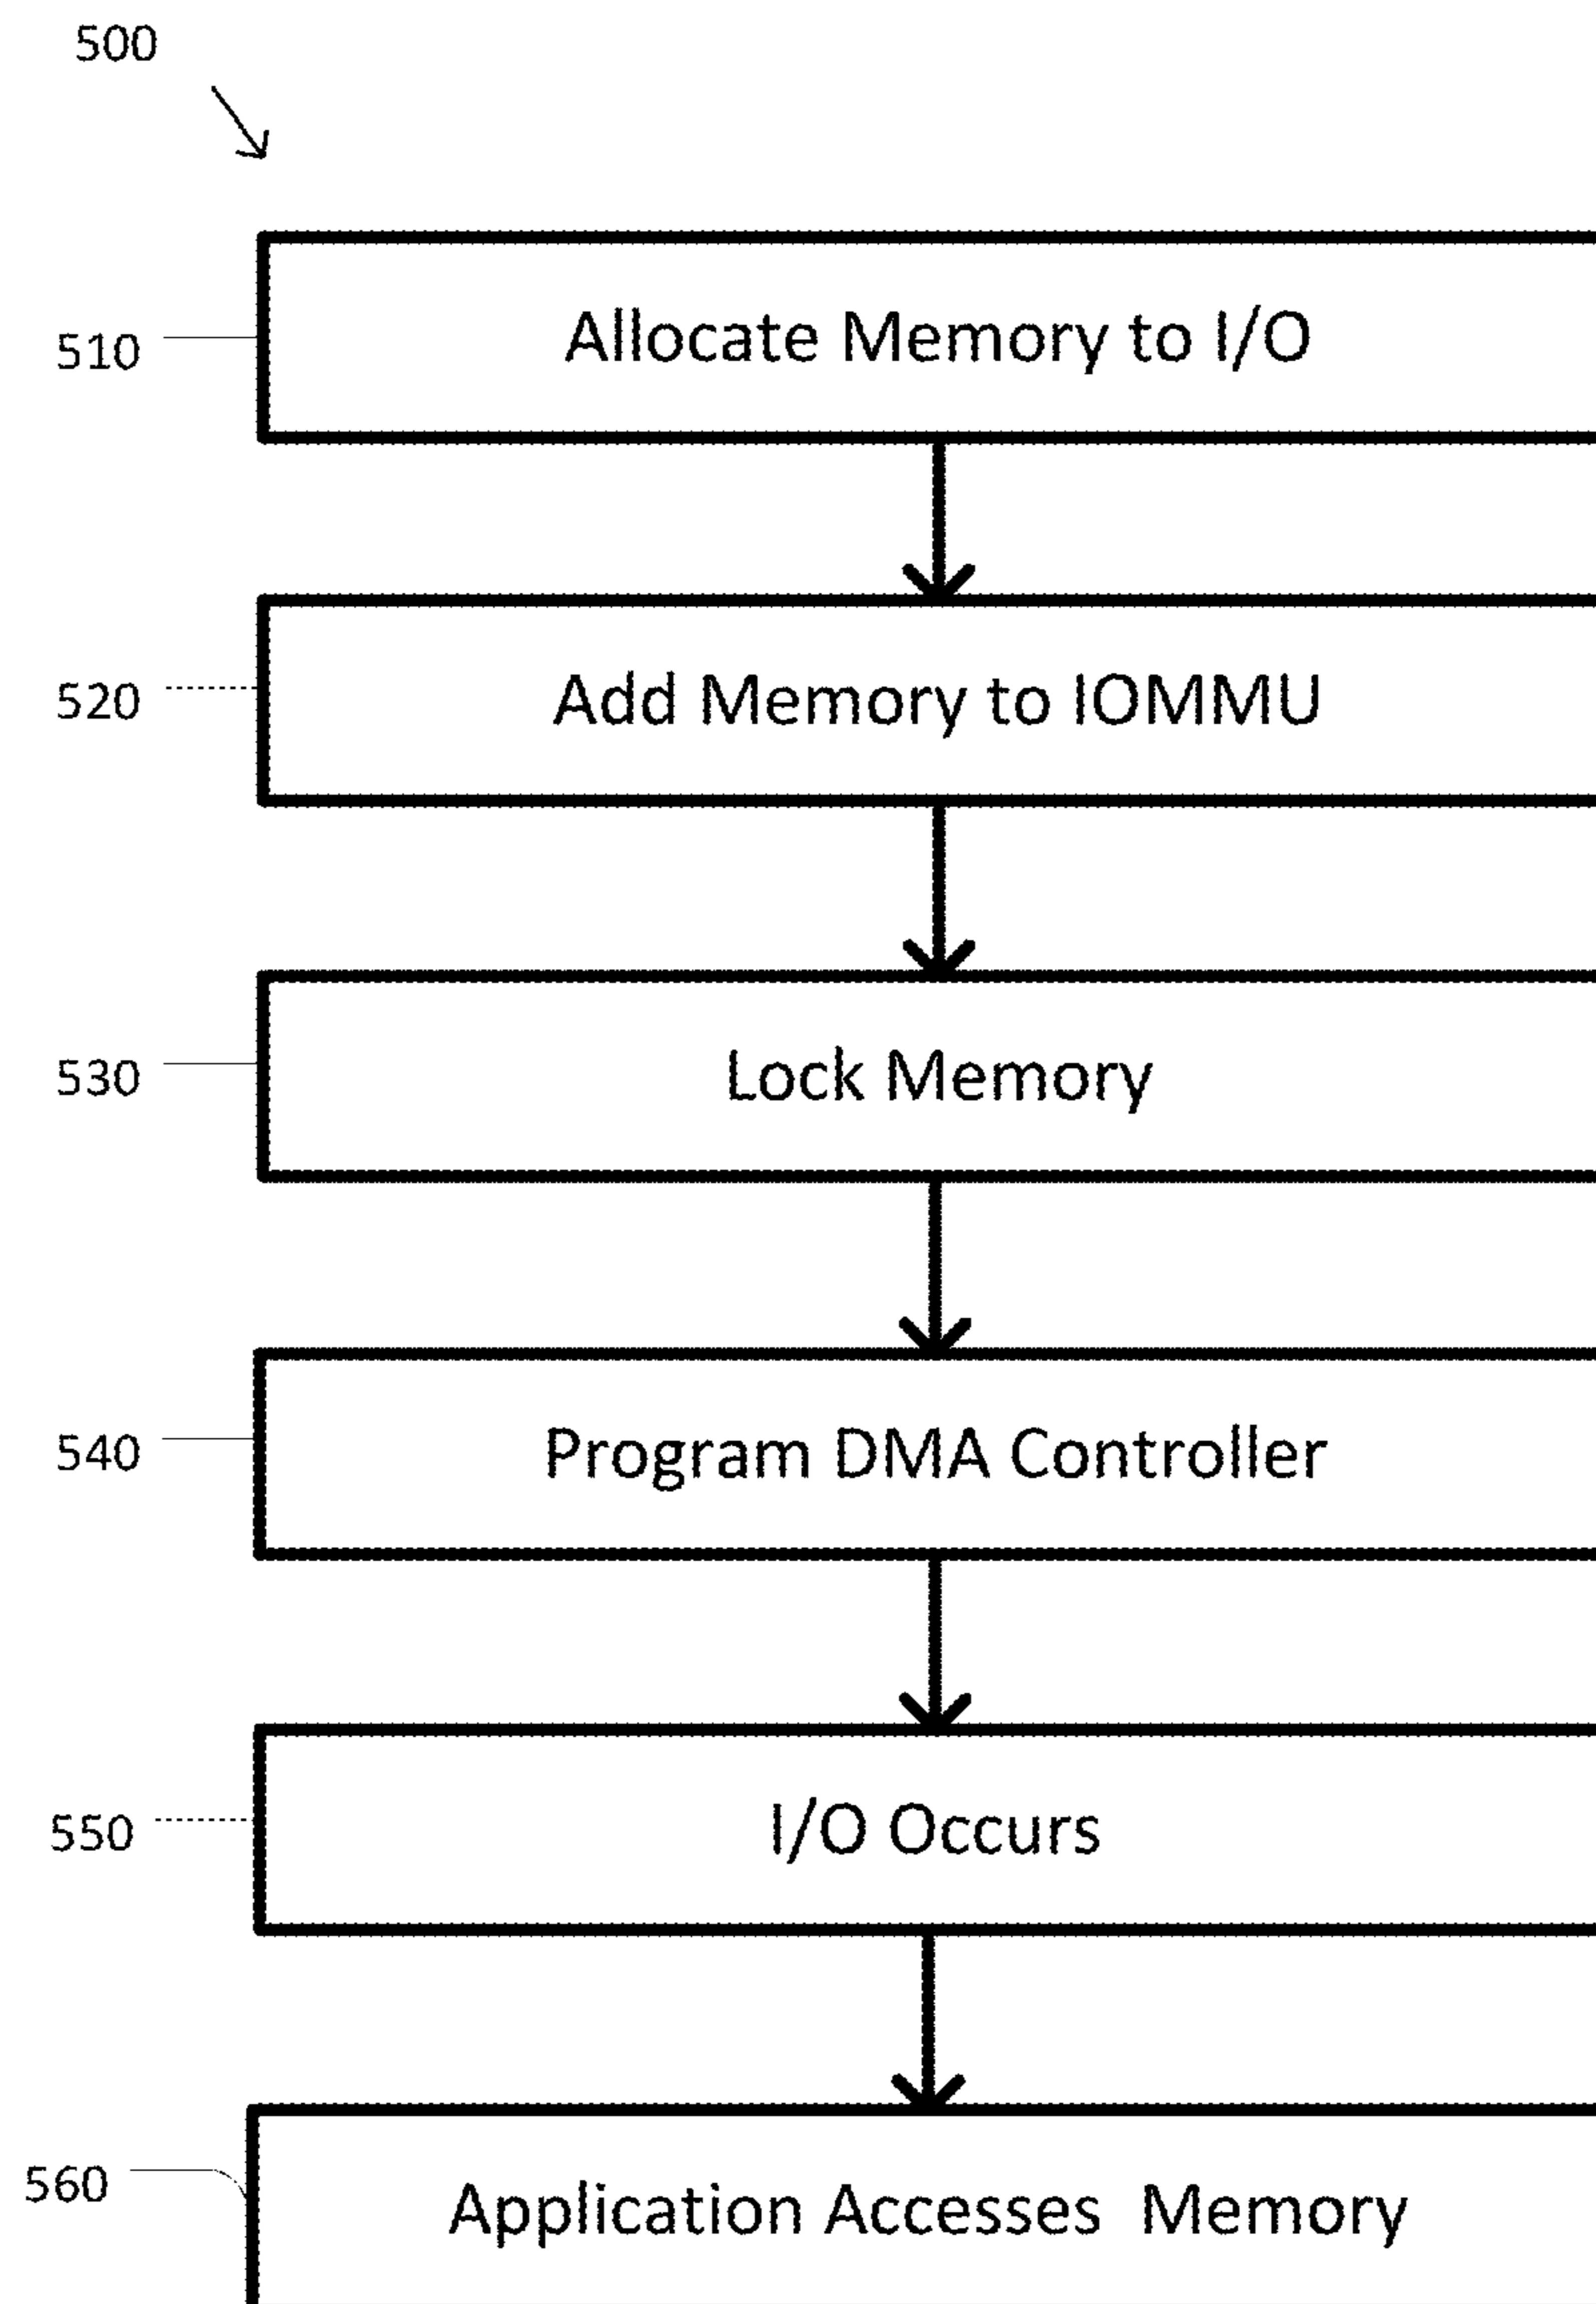 500
510 Allocate Memory to I/O
520 Add Memory to IOMMU
530 Lock Memory
540 Program DMA Controller
550 I/O Occurs
560 Application Accesses Memory